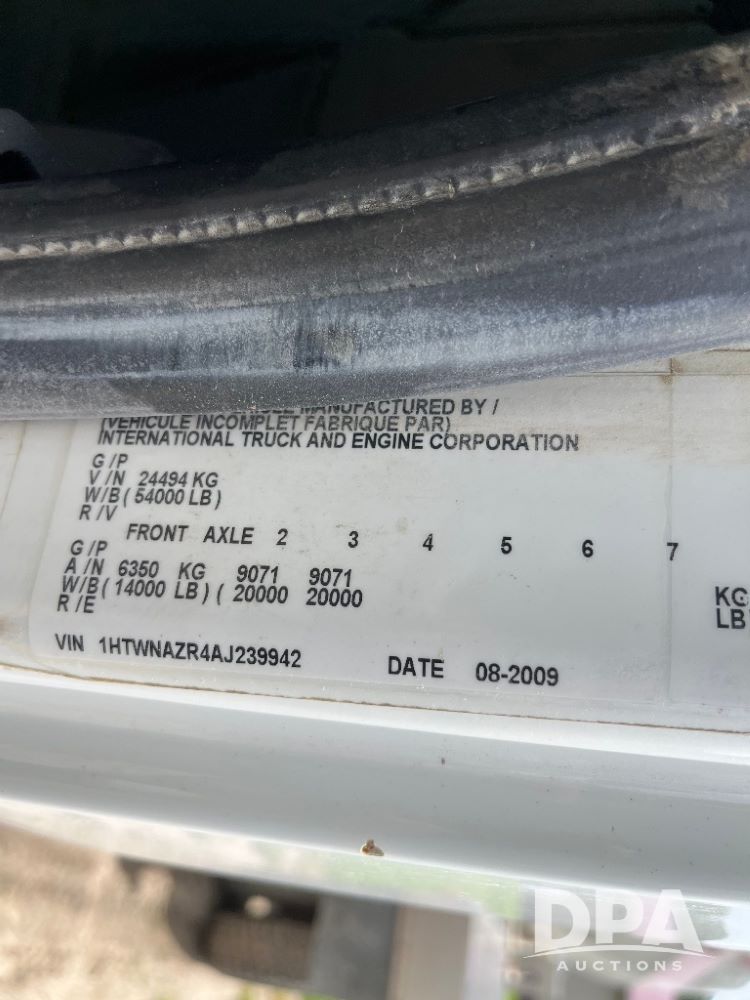 MANUFACTURED BY /
(VEHICULE INCOMPLET FABRIQUE PAR)
INTERNATIONAL TRUCK AND ENGINE CORPORATION
G /P
V /N 24494 KG
W/B ( 54000 LB )
R /V
FRONT AXLE 2 3 4 5 6 7
G /P
A /N 6350 KG 9071 9071 KG
W/B ( 14000 LB ) ( 20000 20000 LB
R /E
VIN 1HTWNAZR4AJ239942 DATE 08-2009
DPA
AUCTIONS